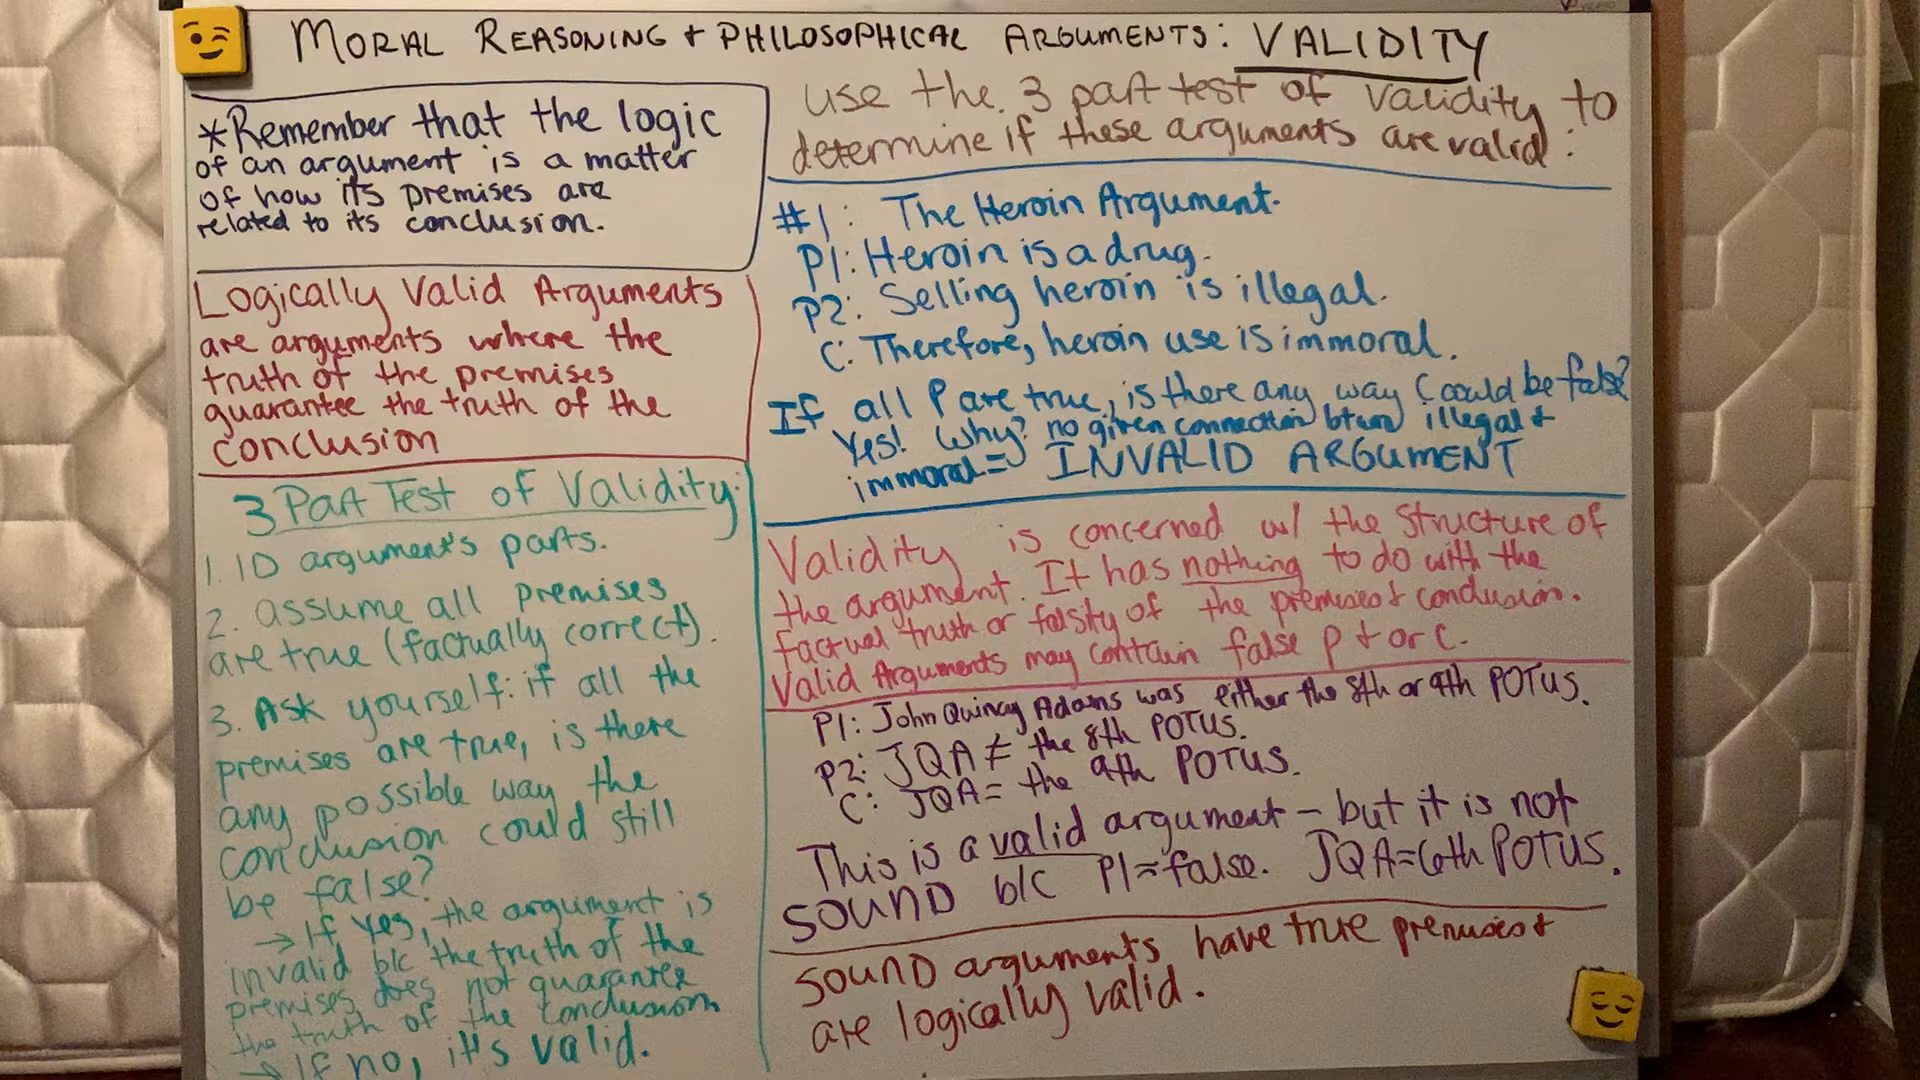 MORAL REASONING + PHILOSOPHICAL ARGUMENTS: VALIDITY
*Remember that the logic
of an argument is a matter
of how its premises are
related to its conclusion.
Logically Valid Arguments
are arguments where the
truth of the premises
guarantee the truth of the
conclusion
3 Part Test of Validity:
1. ID argument's parts.
2. assume all premises
are true (factually correct).
3. Ask yourself: if all the
premises are true, is there
any possible way the
conclusion could still
be false?
→ If yes, the argument is
invalid b/c the truth of the
premises does not guarantee
the truth of the conclusion
→ If no, it's valid.
use the 3 part test of validity to
determine if these arguments are valid:
#1: The Heroin Argument.
P1: Heroin is a drug.
P2: Selling heroin is illegal.
C: Therefore, heroin use is immoral.
If all P are true, is there any way C could be false?
Yes! Why? no given connection btwn illegal +
immoral = INVALID ARGUMENT
Validity is concerned w/ the structure of
the argument. It has nothing to do with the
factual truth or falsity of the premises + conclusion.
Valid Arguments may contain false P + or C.
P1: John Quincy Adams was either the 8th or 9th POTUS.
P2: JQA ≠ the 8th POTUS.
C: JQA = the 9th POTUS.
This is a valid argument – but it is not
SOUND b/c P1 = false. JQA = 6th POTUS.
SOUND arguments have true premises +
are logically valid.